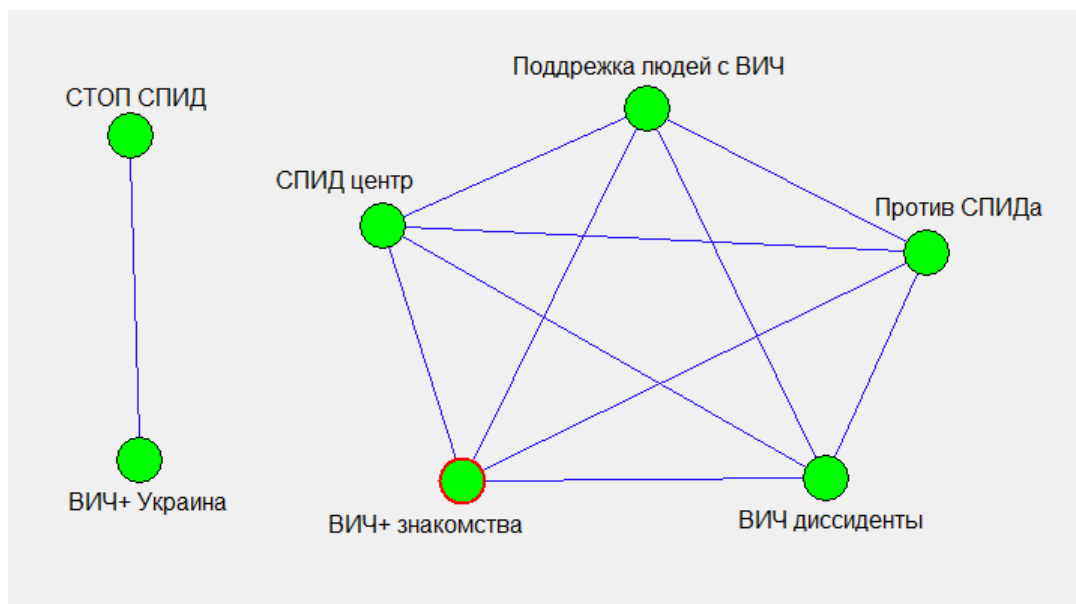 Поддрежка людей с ВИЧ
СТОП СПИД
СПИД центр
Против СПИДа
ВИЧ+ Украина
ВИЧ+ знакомства
ВИЧ диссиденты